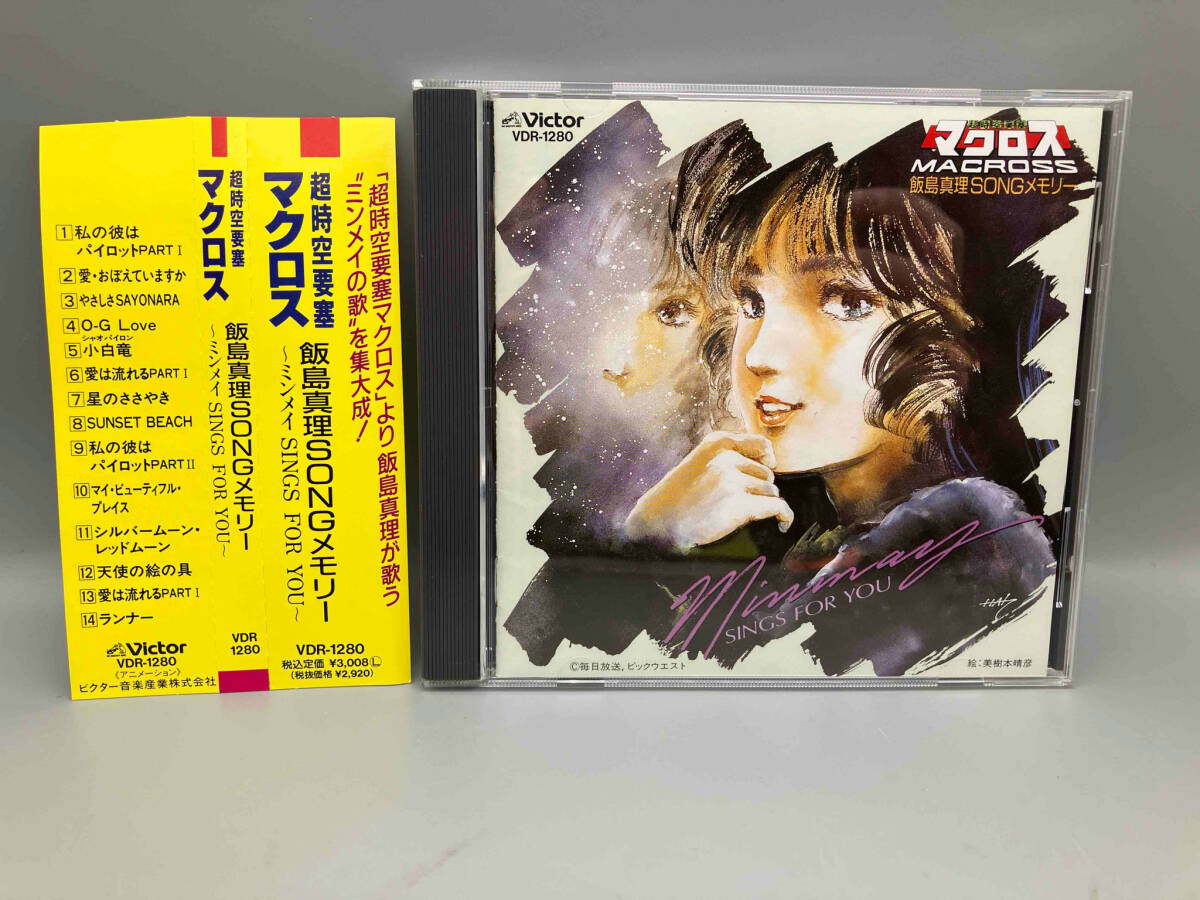 1 私の彼は
パイロットPART I
2 愛・おぼえていますか
3 やさしさSAYONARA
4 O-G Love
シャオパイロン
5 小白竜
6 愛は流れるPART I
7 星のささやき
8 SUNSET BEACH
9 私の彼は
パイロットPART II
10 マイ・ビューティフル・
プレイス
11 シルバームーン・
レッドムーン
12 天使の絵の具
13 愛は流れるPART I
14 ランナー
Victor
VDR-1280
《アニメーション》
ビクター音楽産業株式会社
超時空要塞
マクロス
飯島真理SONGメモリー
〜ミンメイ SINGS FOR YOU〜
VDR
1280
「超時空要塞マクロス」より飯島真理が歌う
"ミンメイの歌"を集大成！
超時空要塞
マクロス
飯島真理SONGメモリー
〜ミンメイ SINGS FOR YOU〜
VDR-1280
税込定価 ¥3,008 L
(税抜価格 ¥2,920)
Victor
VDR-1280
超時空要塞
マクロス
MACROSS
飯島真理SONGメモリー
Minmay
SINGS FOR YOU
©毎日放送，ビックウエスト
絵：美樹本晴彦